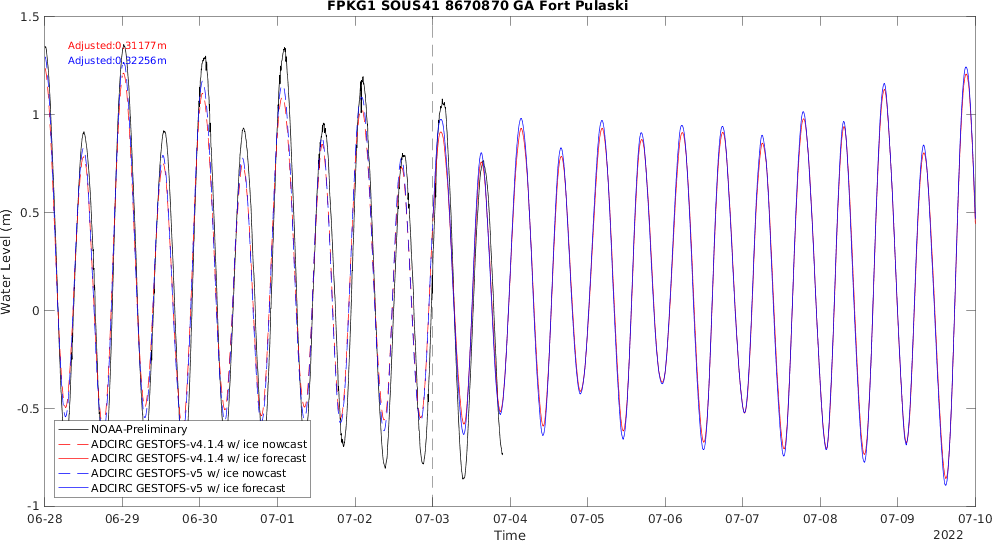 FPKG1 SOUS41 8670870 GA Fort Pulaski
Adjusted:0.31177m
Adjusted:0.32256m
Water Level (m)
1.5
1
0.5
0
-0.5
-1
NOAA-Preliminary
ADCIRC GESTOFS-v4.1.4 w/ ice nowcast
ADCIRC GESTOFS-v4.1.4 w/ ice forecast
ADCIRC GESTOFS-v5 w/ ice nowcast
ADCIRC GESTOFS-v5 w/ ice forecast
06-28 06-29 06-30 07-01 07-02 07-03 07-04 07-05 07-06 07-07 07-08 07-09 07-10
Time
2022